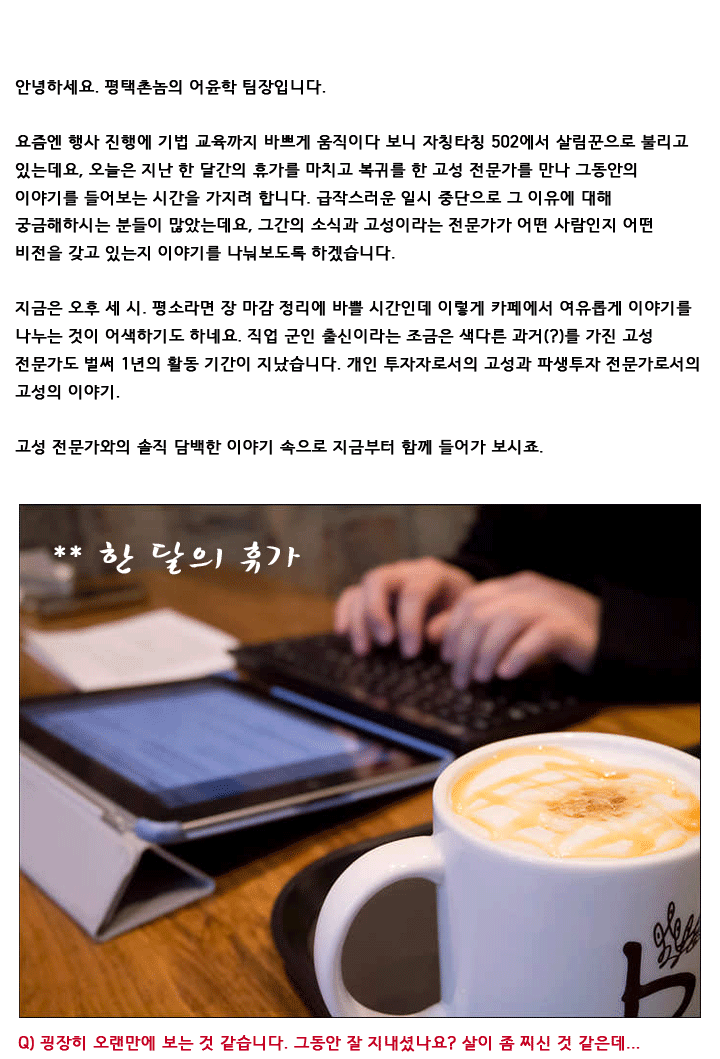 안녕하세요. 평택촌놈의 어윤학 팀장입니다.
요즘엔 행사 진행에 기법 교육까지 바쁘게 움직이다 보니 자칭타칭 502에서 살림꾼으로 불리고
있는데요, 오늘은 지난 한 달간의 휴가를 마치고 복귀를 한 고성 전문가를 만나 그동안의
이야기를 들어보는 시간을 가지려 합니다. 급작스러운 일시 중단으로 그 이유에 대해
궁금해하시는 분들이 많았는데요, 그간의 소식과 고성이라는 전문가가 어떤 사람인지 어떤
비전을 갖고 있는지 이야기를 나눠보도록 하겠습니다.
지금은 오후 세 시. 평소라면 장 마감 정리에 바쁠 시간인데 이렇게 카페에서 여유롭게 이야기를
나누는 것이 어색하기도 하네요. 직업 군인 출신이라는 조금은 색다른 과거(?)를 가진 고성
전문가도 벌써 1년의 활동 기간이 지났습니다. 개인 투자자로서의 고성과 파생투자 전문가로서의
고성의 이야기.
고성 전문가와의 솔직 담백한 이야기 속으로 지금부터 함께 들어가 보시죠.
** 한 달의 휴가
Q) 굉장히 오랜만에 보는 것 같습니다. 그동안 잘 지내셨나요? 살이 좀 찌신 것 같은데...